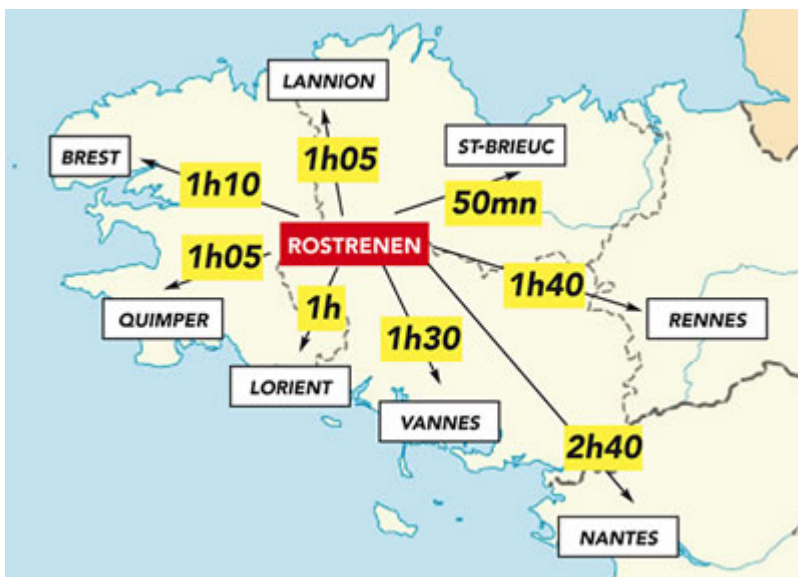 LANNION
BREST
ST-BRIEUC
1h05
1h10
50mn
ROSTRENEN
1h05
1h40
QUIMPER
1h
RENNES
1h30
LORIENT
VANNES
2h40
NANTES